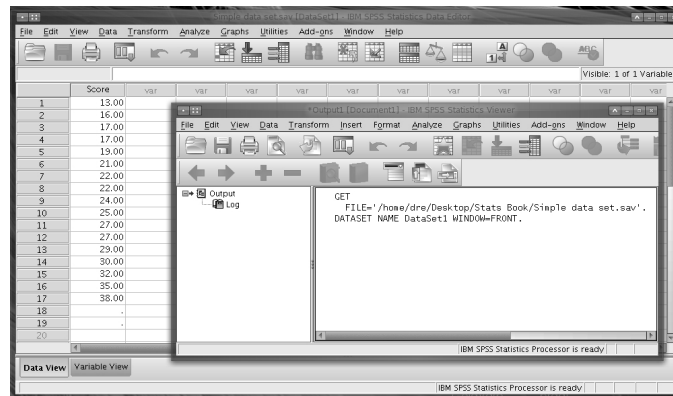 Simple data set.sav [DataSet1] - IBM SPSS Statistics Data Editor
File Edit View Data Transform Analyze Graphs Utilities Add-ons Window Help
Visible: 1 of 1 Variable
Score var var var var var var var var var
1 13.00
2 16.00
3 17.00
4 17.00
5 19.00
6 21.00
7 22.00
8 22.00
9 24.00
10 25.00
11 27.00
12 27.00
13 29.00
14 30.00
15 32.00
16 35.00
17 38.00
18 .
19 .
20
Data View Variable View
IBM SPSS Statistics Processor is ready
*Output1 [Document1] - IBM SPSS Statistics Viewer
File Edit View Data Transform Insert Format Analyze Graphs Utilities Add-ons Window Help
Output
Log
GET
FILE='/home/dre/Desktop/Stats Book/Simple data set.sav'.
DATASET NAME DataSet1 WINDOW=FRONT.
IBM SPSS Statistics Processor is ready